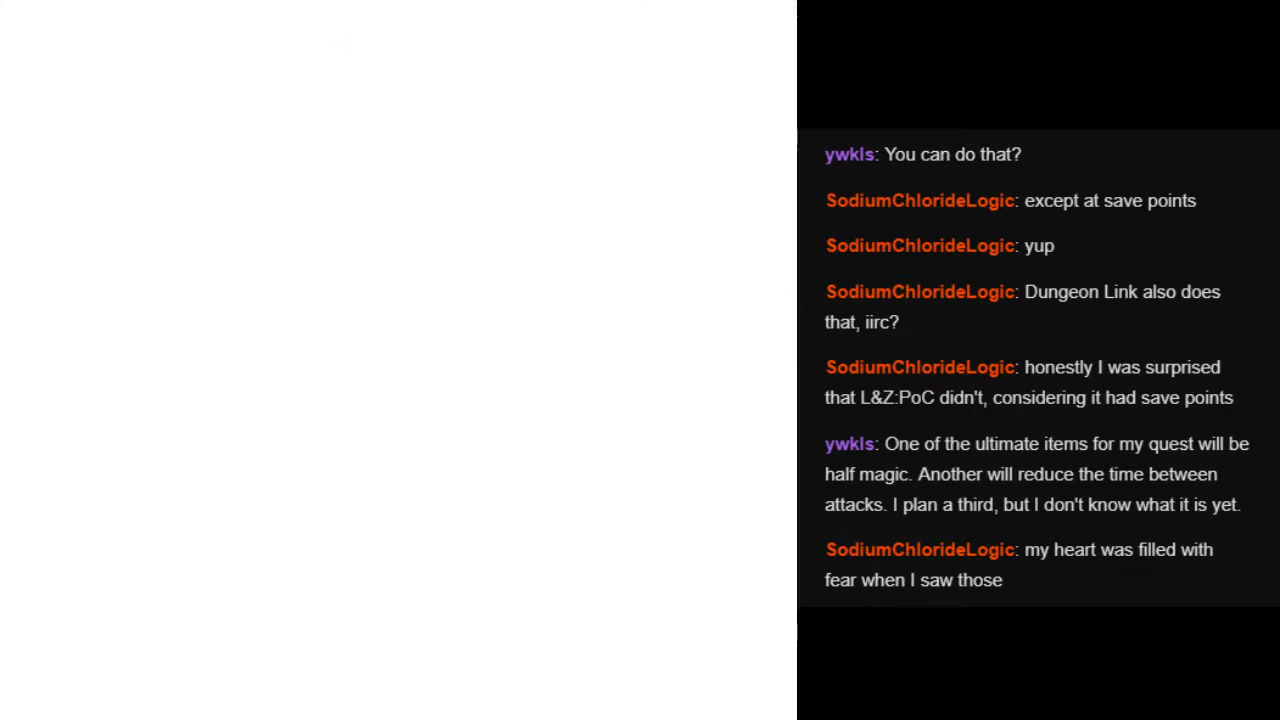 ywkls: You can do that?
SodiumChlorideLogic: except at save points
SodiumChlorideLogic: yup
SodiumChlorideLogic: Dungeon Link also does
that, iirc?
SodiumChlorideLogic: honestly I was surprised
that L&Z:PoC didn't, considering it had save points
ywkls: One of the ultimate items for my quest will be
half magic. Another will reduce the time between
attacks. I plan a third, but I don't know what it is yet.
SodiumChlorideLogic: my heart was filled with
fear when I saw those